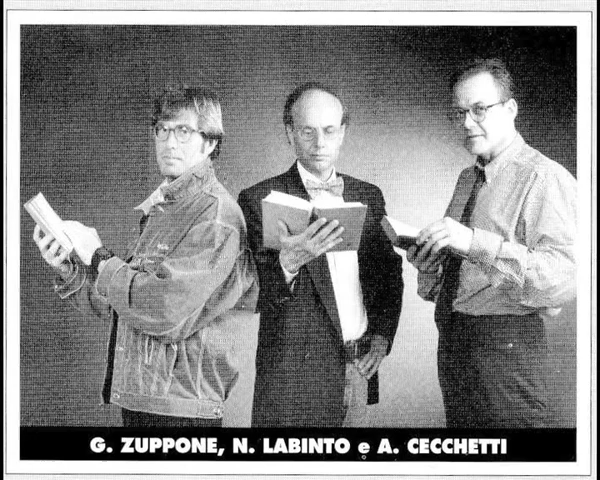 G. ZUPPONE, N. LABINTO e A. CECCHETTI